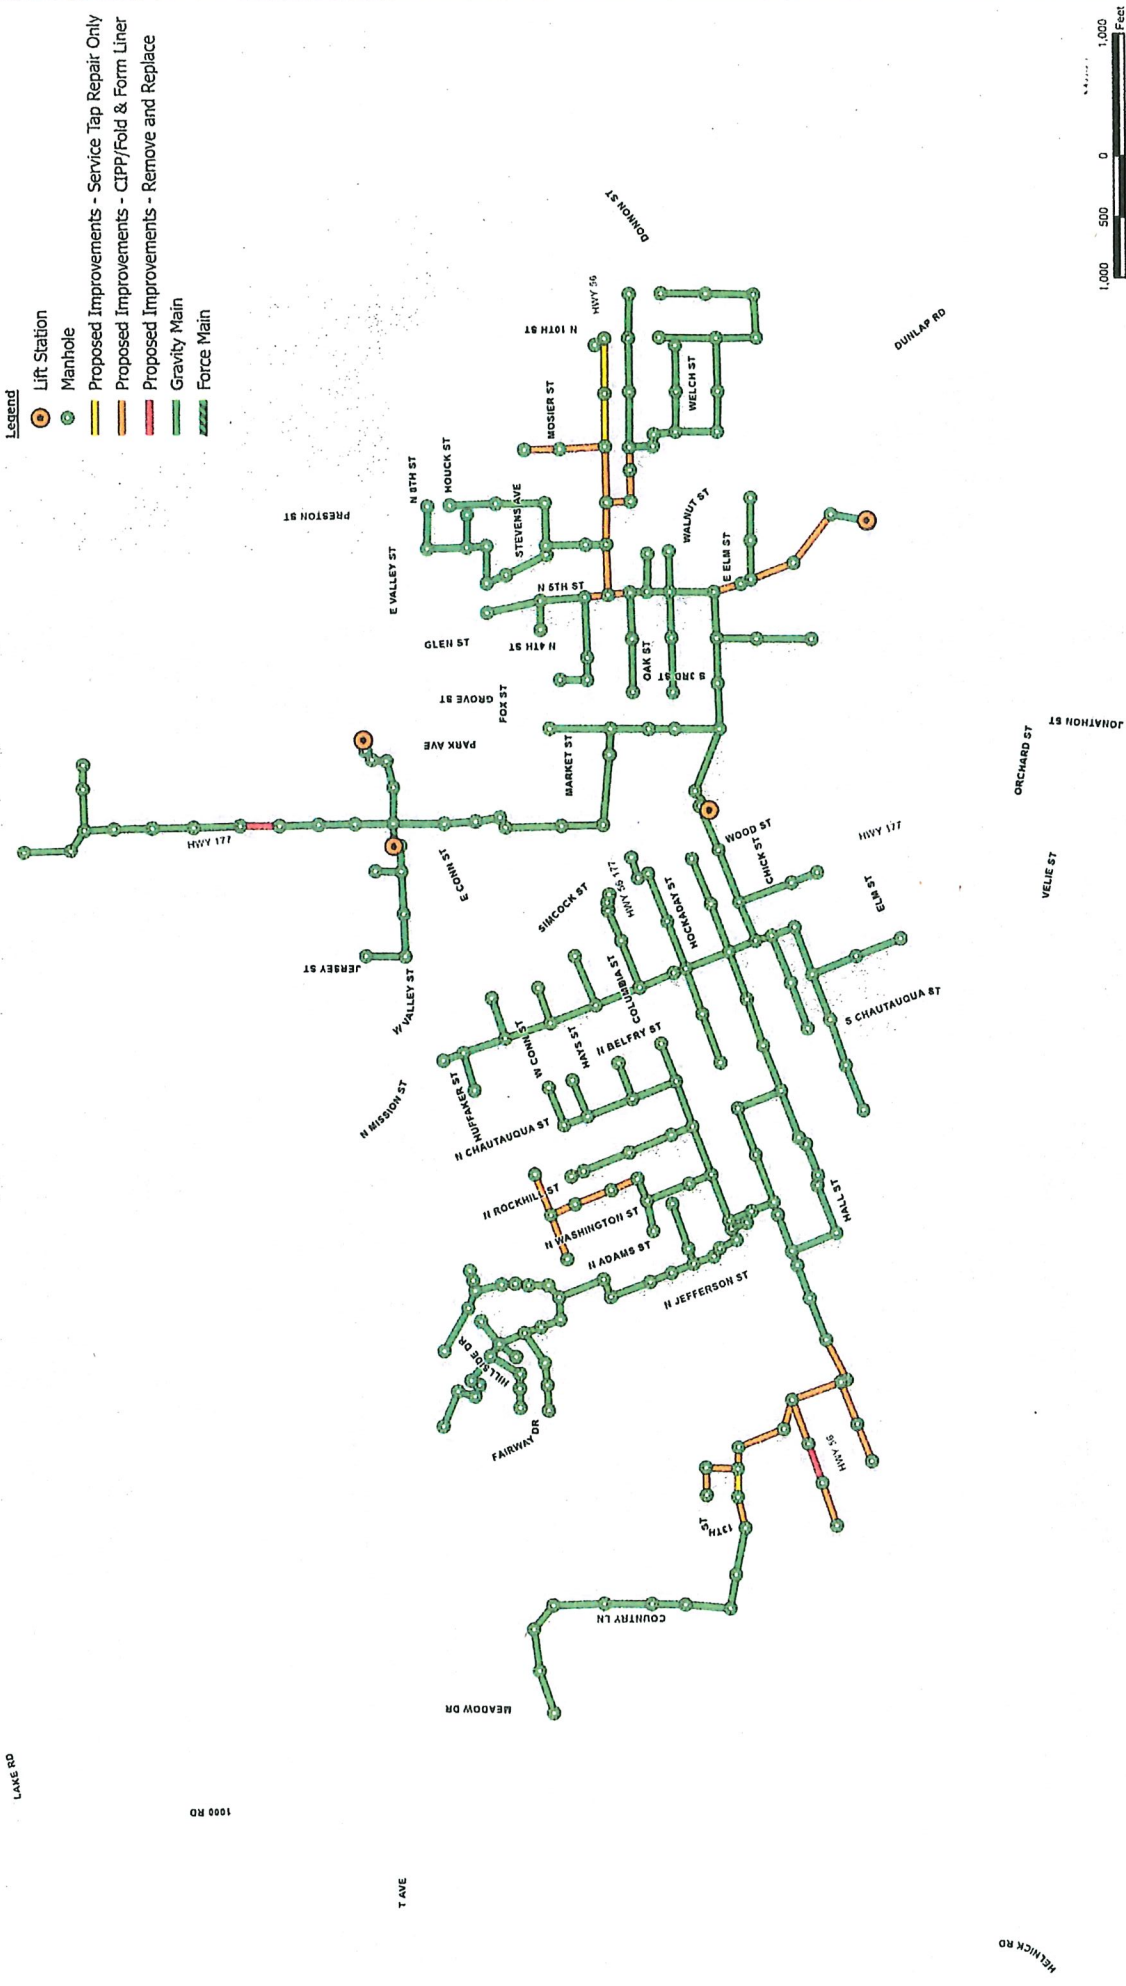 Legend
Lift Station
Manhole
Proposed Improvements - Service Tap Repair Only
Proposed Improvements - CIPP/Fold & Form Liner
Proposed Improvements - Remove and Replace
Gravity Main
Force Main
DONNON ST
HWY 56
N 10TH ST
DUNLAP RD
MOSIER ST
WELCH ST
HOUCK ST
N 8TH ST
STEVENS AVE
PRESTON ST
WALNUT ST
E ELM ST
E VALLEY ST
N 5TH ST
GLEN ST
N 4TH ST
OAK ST
S 3RD ST
GROVE ST
FOX ST
PARK AVE
MARKET ST
JONATHON ST
ORCHARD ST
HWY 177
E CONN ST
WOOD ST
CHICK ST
HWY 177
VELIE ST
ELM ST
SIMCOCK ST
HWY 56 177
HOCKADAY ST
JERSEY ST
W VALLEY ST
COLUMBIA ST
S CHAUTAUQUA ST
W CONN ST
HAYS ST
N BELFRY ST
N MISSION ST
HUFFAKER ST
N CHAUTAUQUA ST
N ROCKHILL ST
N WASHINGTON ST
N ADAMS ST
HALL ST
N JEFFERSON ST
HILLSIDE DR
FAIRWAY DR
HWY 56
13TH ST
COUNTRY LN
MEADOW DR
LAKE RD
1000 RD
T AVE
HELNICK RD
1,000
500
0
1,000
Feet